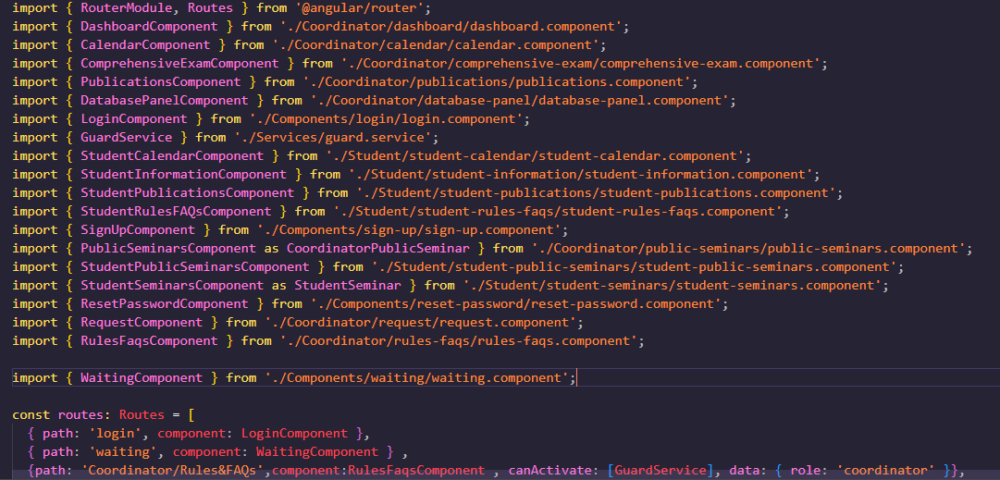 import { RouterModule, Routes } from '@angular/router';
import { DashboardComponent } from './Coordinator/dashboard/dashboard.component';
import { CalendarComponent } from './Coordinator/calendar/calendar.component';
import { ComprehensiveExamComponent } from './Coordinator/comprehensive-exam/comprehensive-exam.component';
import { PublicationsComponent } from './Coordinator/publications/publications.component';
import { DatabasePanelComponent } from './Coordinator/database-panel/database-panel.component';
import { LoginComponent } from './Components/login/login.component';
import { GuardService } from './Services/guard.service';
import { StudentCalendarComponent } from './Student/student-calendar/student-calendar.component';
import { StudentInformationComponent } from './Student/student-information/student-information.component';
import { StudentPublicationsComponent } from './Student/student-publications/student-publications.component';
import { StudentRulesFAQsComponent } from './Student/student-rules-faqs/student-rules-faqs.component';
import { SignUpComponent } from './Components/sign-up/sign-up.component';
import { PublicSeminarsComponent as CoordinatorPublicSeminar } from './Coordinator/public-seminars/public-seminars.component';
import { StudentPublicSeminarsComponent } from './Student/student-public-seminars/student-public-seminars.component';
import { StudentSeminarsComponent as StudentSeminar } from './Student/student-seminars/student-seminars.component';
import { ResetPasswordComponent } from './Components/reset-password/reset-password.component';
import { RequestComponent } from './Coordinator/request/request.component';
import { RulesFaqsComponent } from './Coordinator/rules-faqs/rules-faqs.component';
import { WaitingComponent } from './Components/waiting/waiting.component';
const routes: Routes = [
{ path: 'login', component: LoginComponent },
{ path: 'waiting', component: WaitingComponent } ,
{path: 'Coordinator/Rules&FAQs',component:RulesFaqsComponent , canActivate: [GuardService], data: { role: 'coordinator' }},